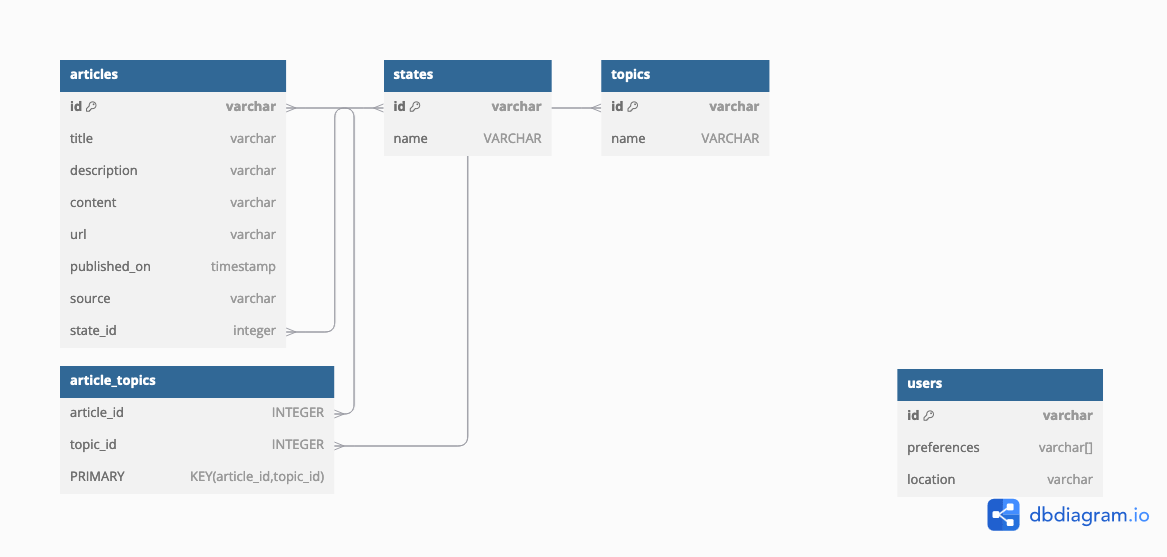 articles
id varchar
title varchar
description varchar
content varchar
url varchar
published_on timestamp
source varchar
state_id integer
states
id varchar
name VARCHAR
topics
id varchar
name VARCHAR
article_topics
article_id INTEGER
topic_id INTEGER
PRIMARY KEY(article_id,topic_id)
users
id varchar
preferences varchar[]
location varchar
dbdiagram.io